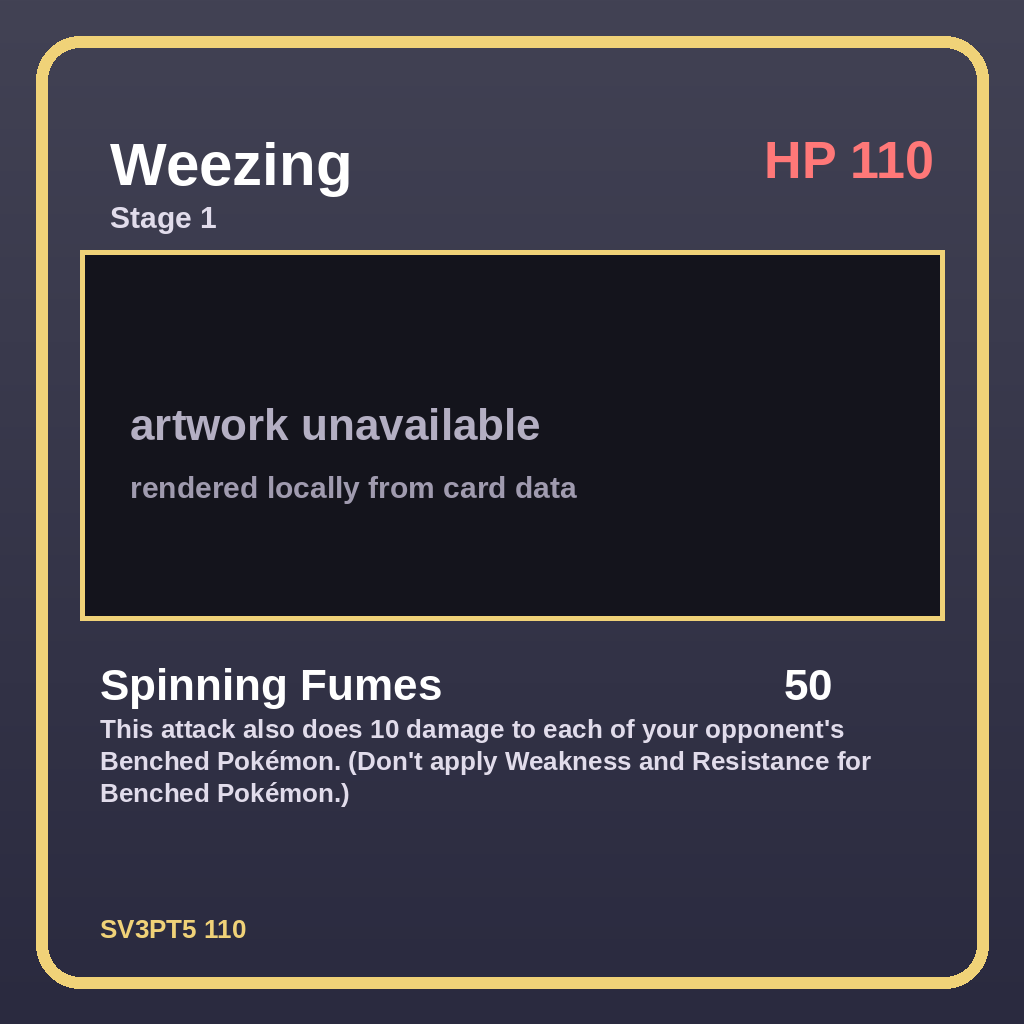 Weezing
HP 110
Stage 1
artwork unavailable
rendered locally from card data
Spinning Fumes
50
This attack also does 10 damage to each of your opponent's
Benched Pokémon. (Don't apply Weakness and Resistance for
Benched Pokémon.)
SV3PT5 110